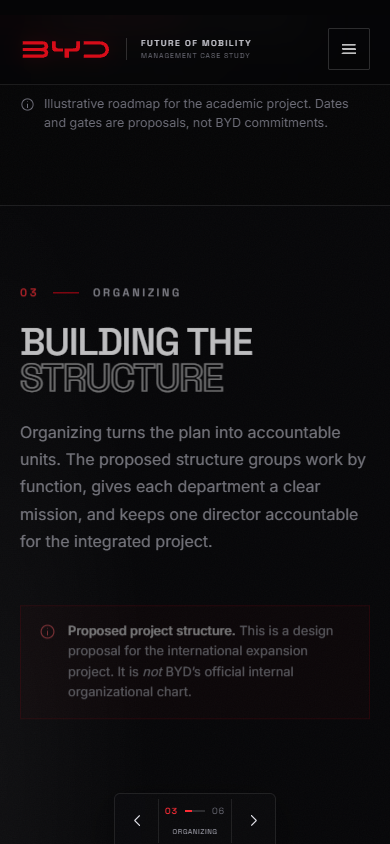 BYD
FUTURE OF MOBILITY
MANAGEMENT CASE STUDY
Illustrative roadmap for the academic project. Dates
and gates are proposals, not BYD commitments.
03 ORGANIZING
BUILDING THE
STRUCTURE
Organizing turns the plan into accountable
units. The proposed structure groups work by
function, gives each department a clear
mission, and keeps one director accountable
for the integrated project.
Proposed project structure. This is a design
proposal for the international expansion
project. It is not BYD's official internal
organizational chart.
03 06
ORGANIZING